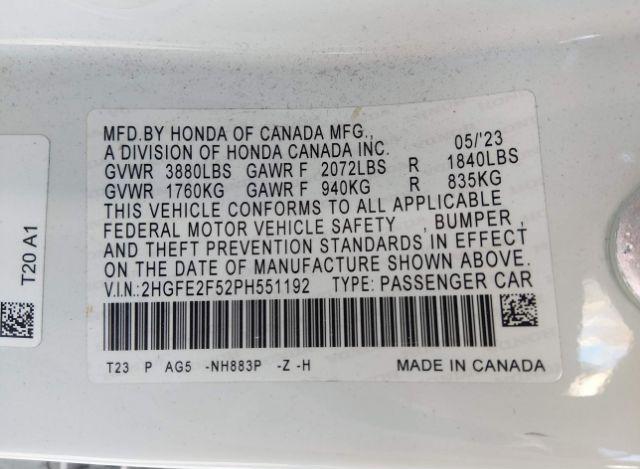 MFD.BY HONDA OF CANADA MFG.,
A DIVISION OF HONDA CANADA INC. 05/'23
GVWR 3880LBS GAWR F 2072LBS R 1840LBS
GVWR 1760KG GAWR F 940KG R 835KG
THIS VEHICLE CONFORMS TO ALL APPLICABLE
FEDERAL MOTOR VEHICLE SAFETY , BUMPER ,
AND THEFT PREVENTION STANDARDS IN EFFECT
ON THE DATE OF MANUFACTURE SHOWN ABOVE.
V.I.N.:2HGFE2F52PH551192 TYPE: PASSENGER CAR
T23 P AG5 -NH883P -Z -H MADE IN CANADA
T20 A1